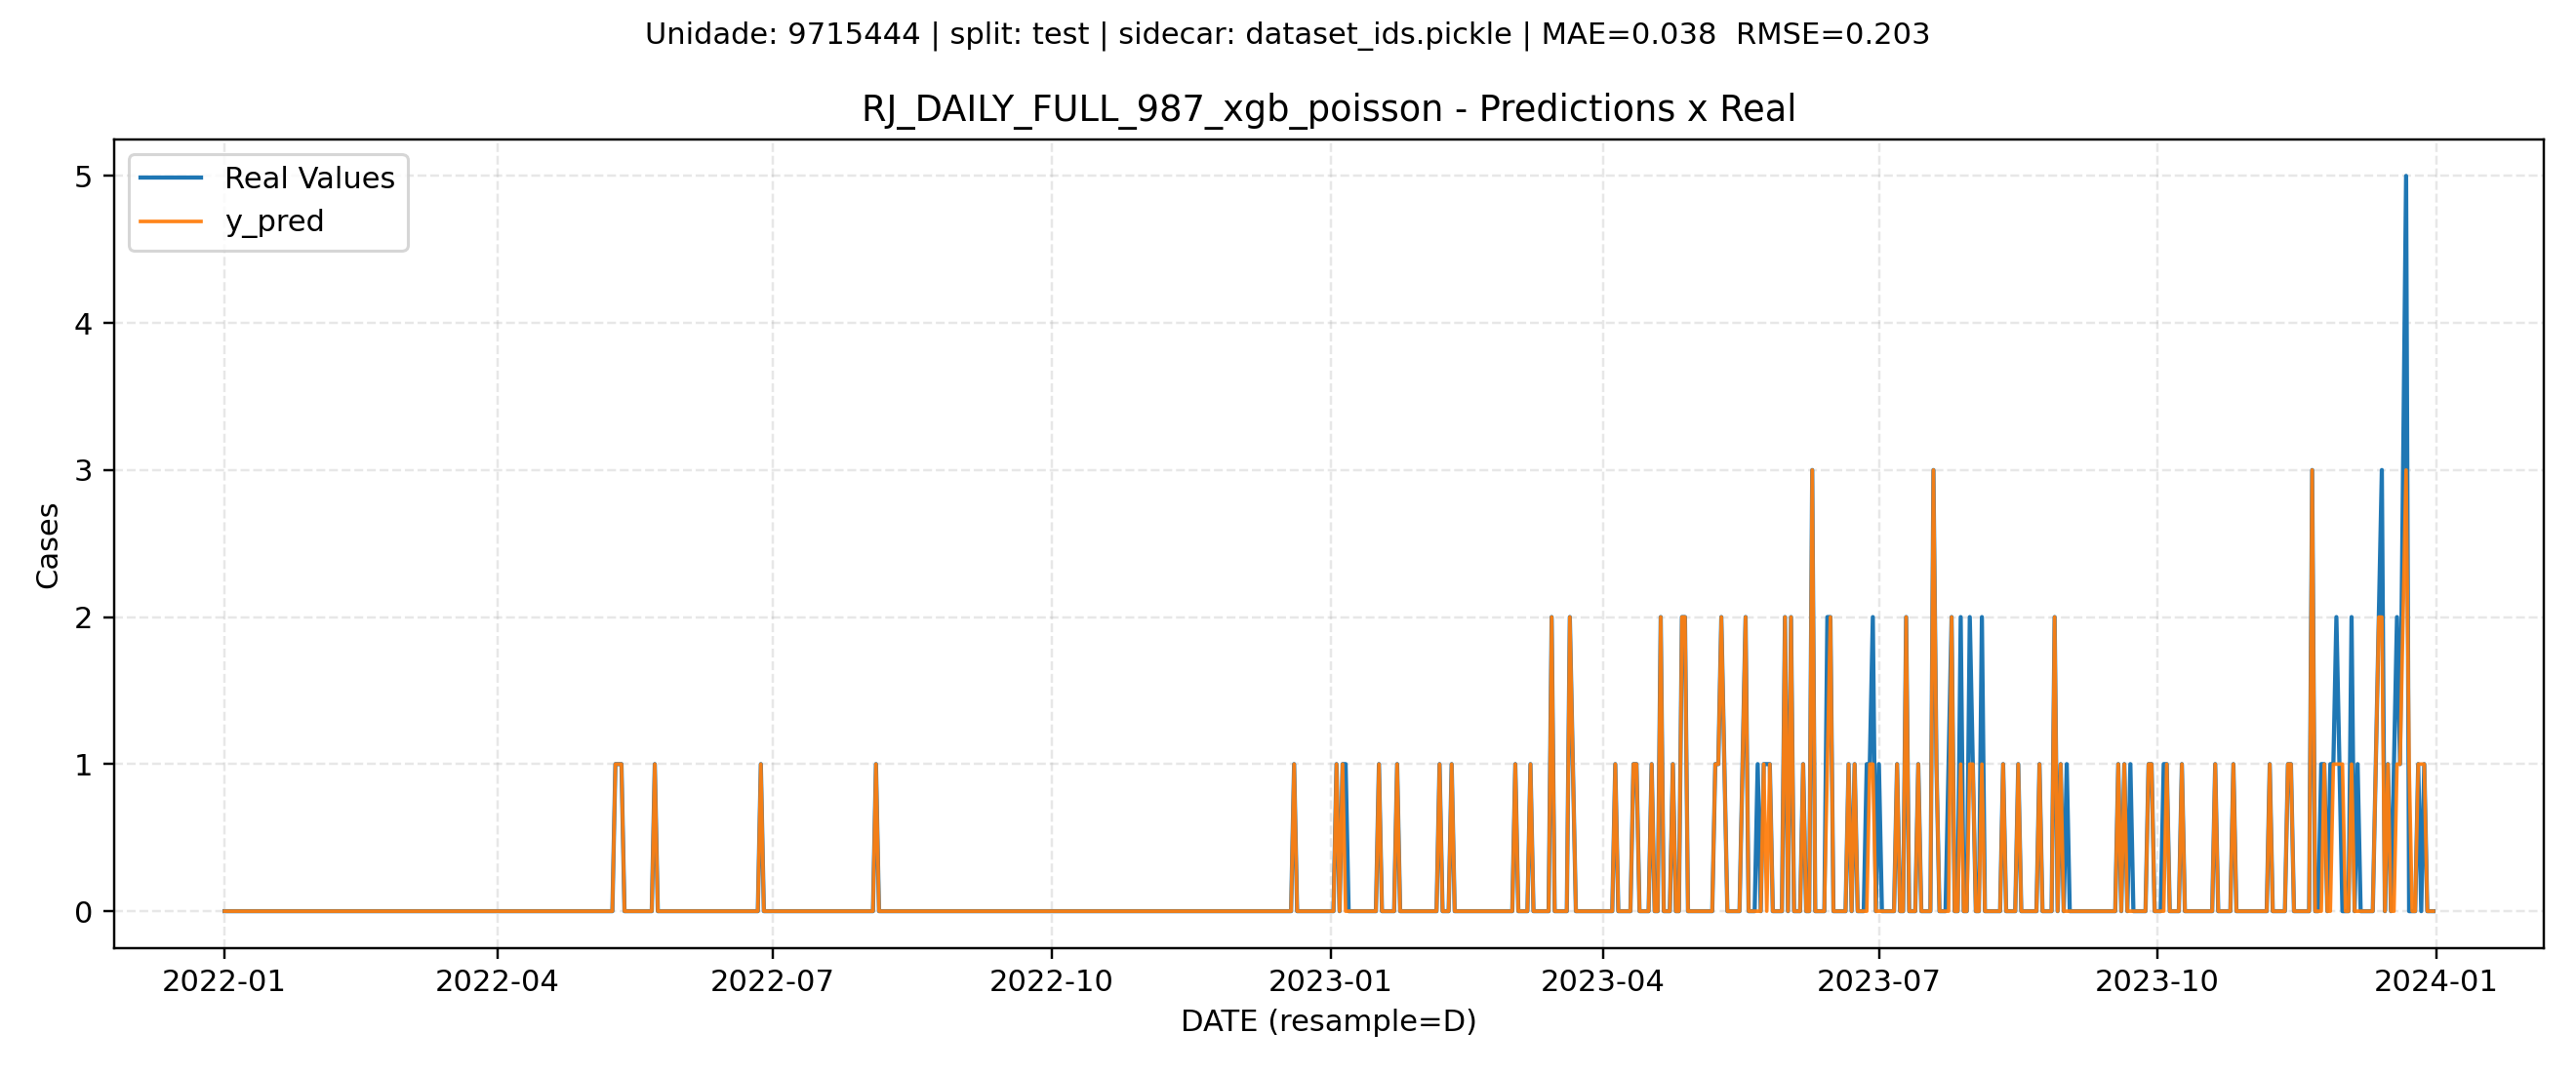 Unidade: 9715444 | split: test | sidecar: dataset_ids.pickle | MAE=0.038  RMSE=0.203
RJ_DAILY_FULL_987_xgb_poisson - Predictions x Real
Real Values
y_pred
5
4
3
2
1
0
Cases
2022-01
2022-04
2022-07
2022-10
2023-01
2023-04
2023-07
2023-10
2024-01
DATE (resample=D)